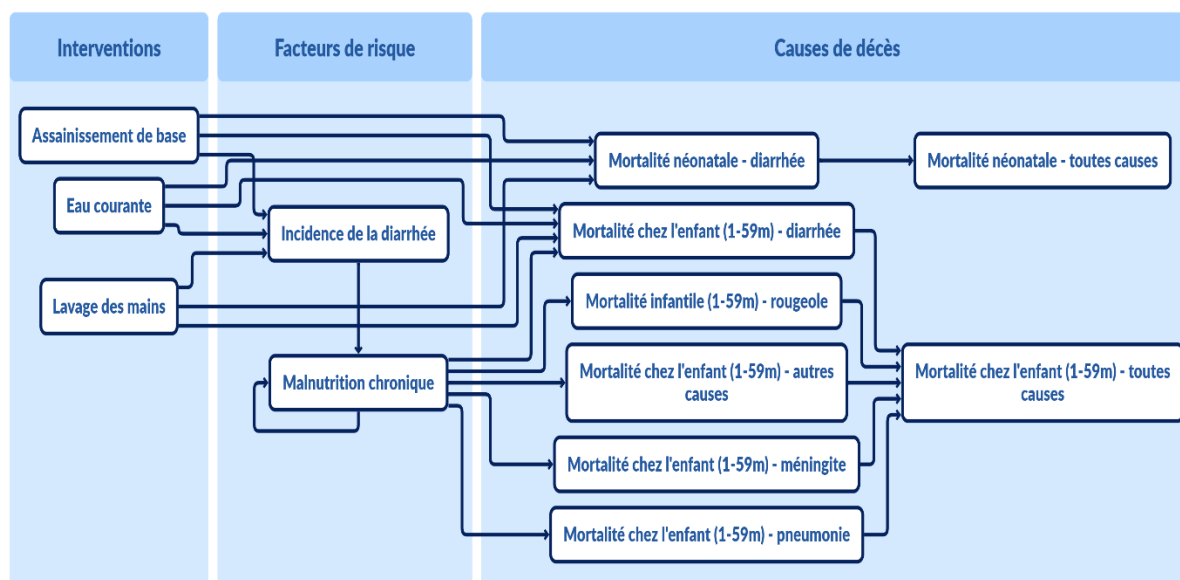 Interventions
Facteurs de risque
Causes de décès
Assainissement de base
Eau courante
Lavage des mains
Incidence de la diarrhée
Malnutrition chronique
Mortalité néonatale - diarrhée
Mortalité chez l'enfant (1-59m) - diarrhée
Mortalité infantile (1-59m) - rougeole
Mortalité chez l'enfant (1-59m) - autres
causes
Mortalité chez l'enfant (1-59m) - méningite
Mortalité chez l'enfant (1-59m) - pneumonie
Mortalité néonatale - toutes causes
Mortalité chez l'enfant (1-59m) - toutes
causes